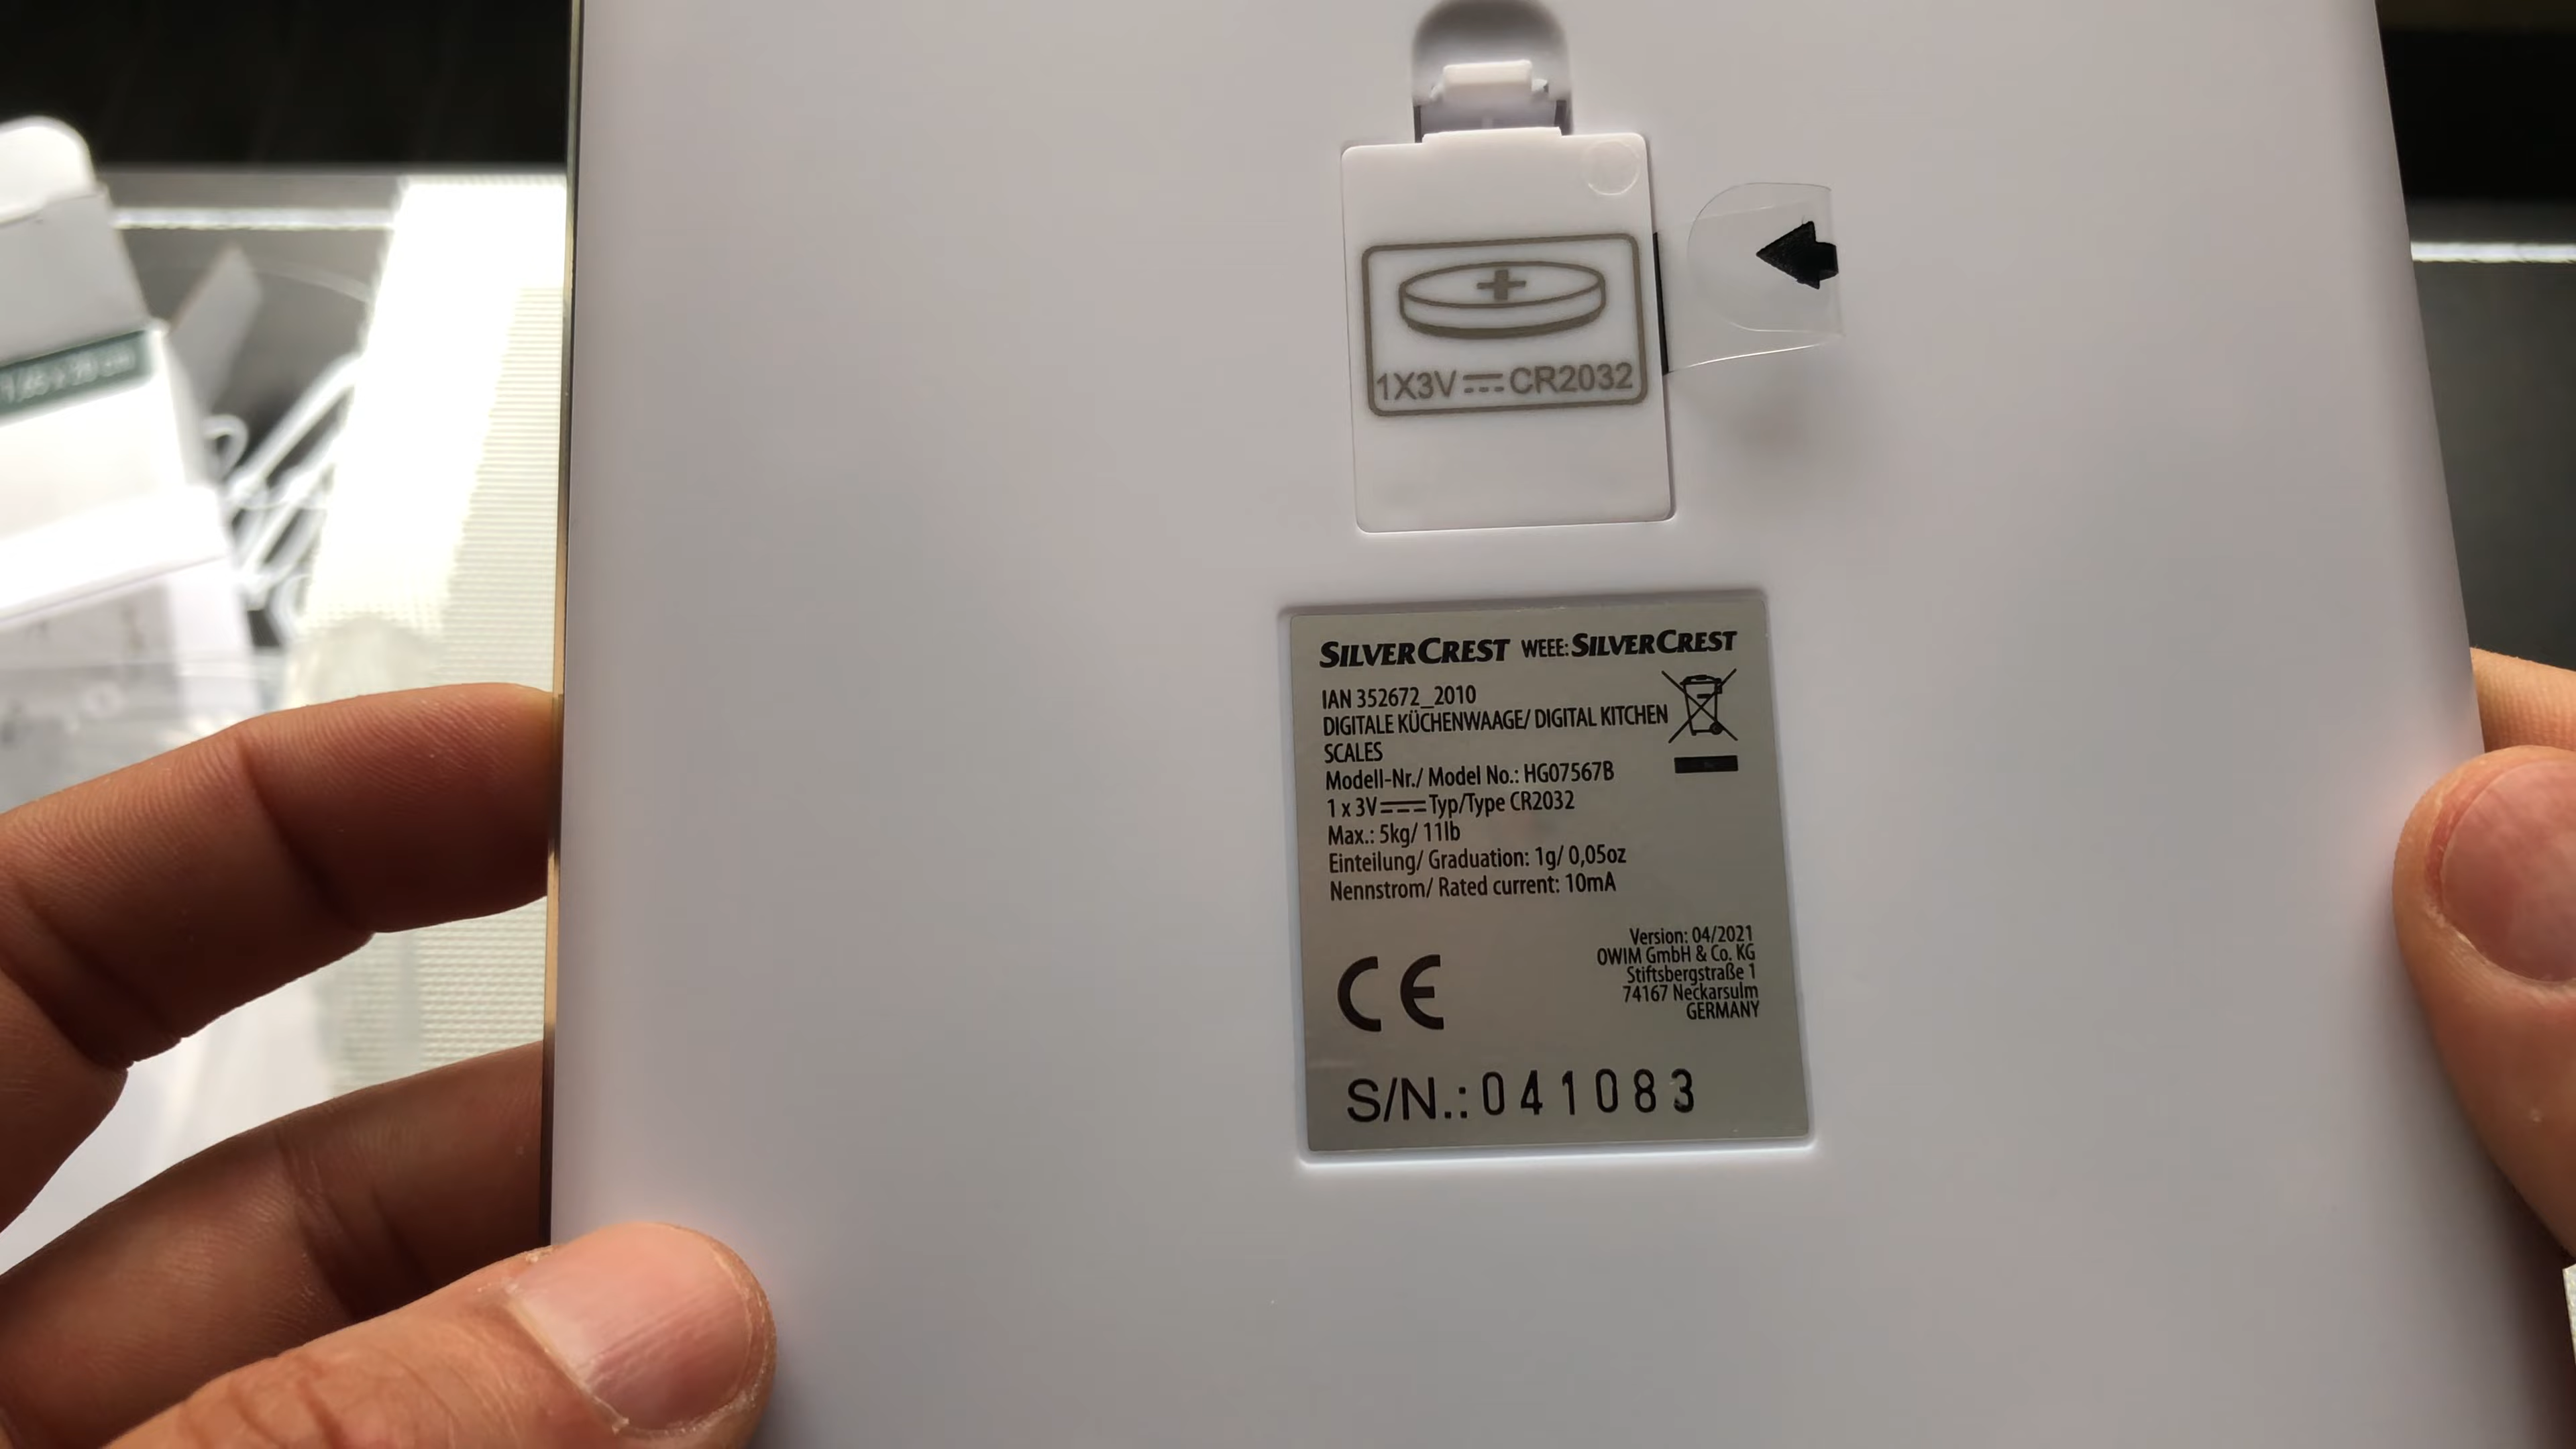 1X3V CR2032
SILVERCREST WEEE: SILVERCREST
IAN 352672_2010
DIGITALE KÜCHENWAAGE/ DIGITAL KITCHEN
SCALES
Modell-Nr./ Model No.: HG07567B
1 x 3V Typ/Type CR2032
Max.: 5kg/ 11lb
Einteilung/ Graduation: 1g/ 0,05oz
Nennstrom/ Rated current: 10mA
Version: 04/2021
OWIM GmbH & Co. KG
Stiftsbergstraße 1
74167 Neckarsulm
GERMANY
CE
S/N.: 041083